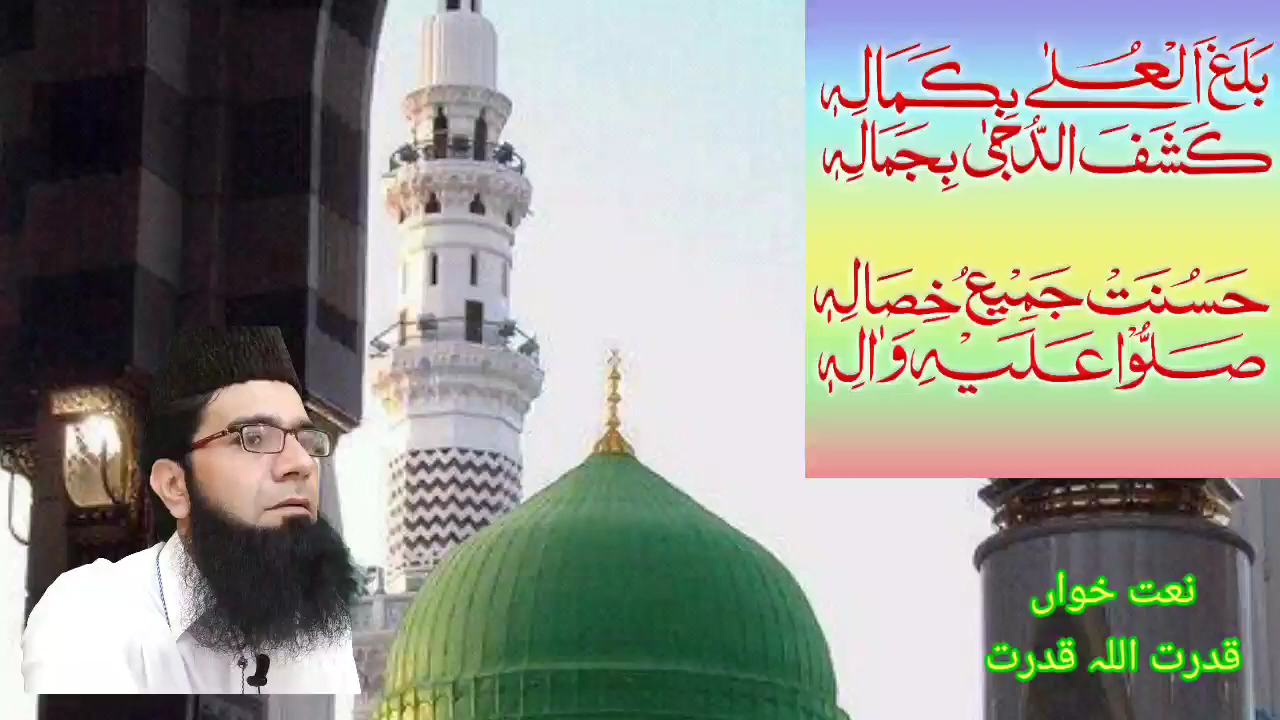 بَلَغَ الْعُلٰے بِكَمَالِهٖ
كَشَفَ الدُّجٰى بِجَمَالِهٖ
حَسُنَتْ جَمِيْعُ خِصَالِهٖ
صَلُّوْا عَلَيْهِ وَاٰلِهٖ
نعت خواں
قدرت اللہ قدرت